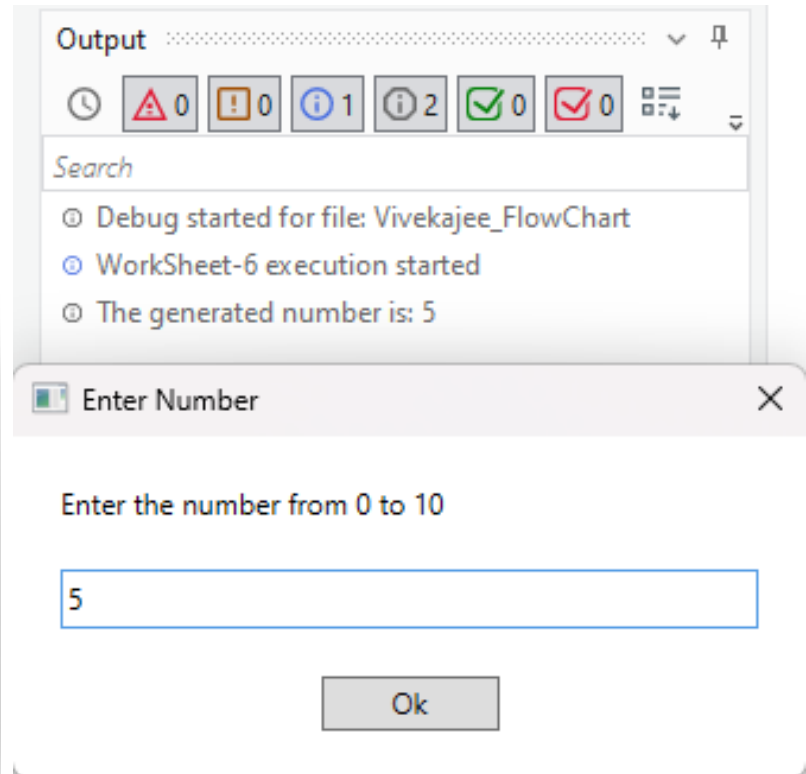 Output
0 0 1 2 0 0
Search
Debug started for file: Vivekajee_FlowChart
WorkSheet-6 execution started
The generated number is: 5
Enter Number
Enter the number from 0 to 10
5
Ok